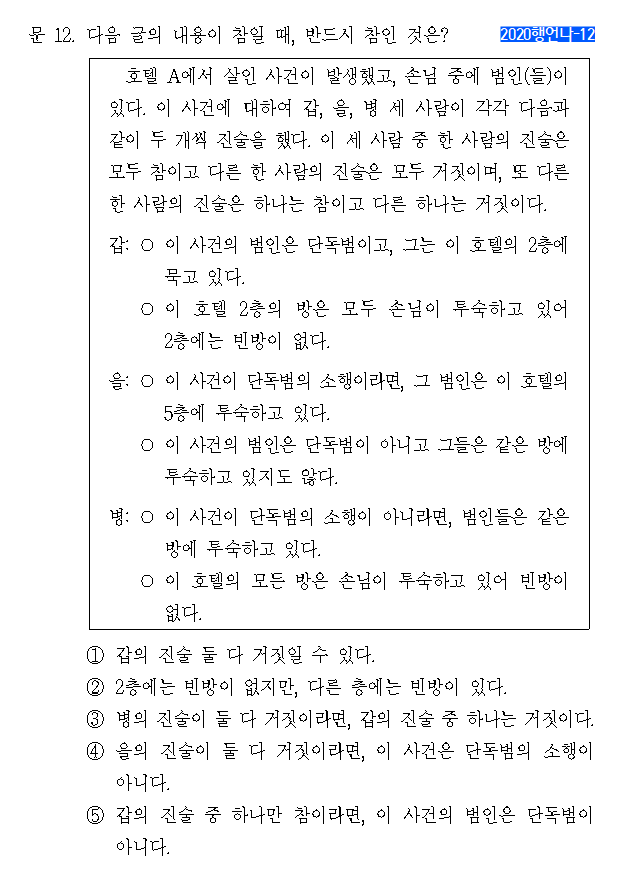 문 12. 다음 글의 내용이 참일 때, 반드시 참인 것은?
2020행언나-12
호텔 A에서 살인 사건이 발생했고, 손님 중에 범인(들)이
있다. 이 사건에 대하여 갑, 을, 병 세 사람이 각각 다음과
같이 두 개씩 진술을 했다. 이 세 사람 중 한 사람의 진술은
모두 참이고 다른 한 사람의 진술은 모두 거짓이며, 또 다른
한 사람의 진술은 하나는 참이고 다른 하나는 거짓이다.
갑: ○ 이 사건의 범인은 단독범이고, 그는 이 호텔의 2층에
묵고 있다.
○ 이 호텔 2층의 방은 모두 손님이 투숙하고 있어
2층에는 빈방이 없다.
을: ○ 이 사건이 단독범의 소행이라면, 그 범인은 이 호텔의
5층에 투숙하고 있다.
○ 이 사건의 범인은 단독범이 아니고 그들은 같은 방에
투숙하고 있지도 않다.
병: ○ 이 사건이 단독범의 소행이 아니라면, 범인들은 같은
방에 투숙하고 있다.
○ 이 호텔의 모든 방은 손님이 투숙하고 있어 빈방이
없다.
① 갑의 진술 둘 다 거짓일 수 있다.
② 2층에는 빈방이 없지만, 다른 층에는 빈방이 있다.
③ 병의 진술이 둘 다 거짓이라면, 갑의 진술 중 하나는 거짓이다.
④ 을의 진술이 둘 다 거짓이라면, 이 사건은 단독범의 소행이
아니다.
⑤ 갑의 진술 중 하나만 참이라면, 이 사건의 범인은 단독범이
아니다.